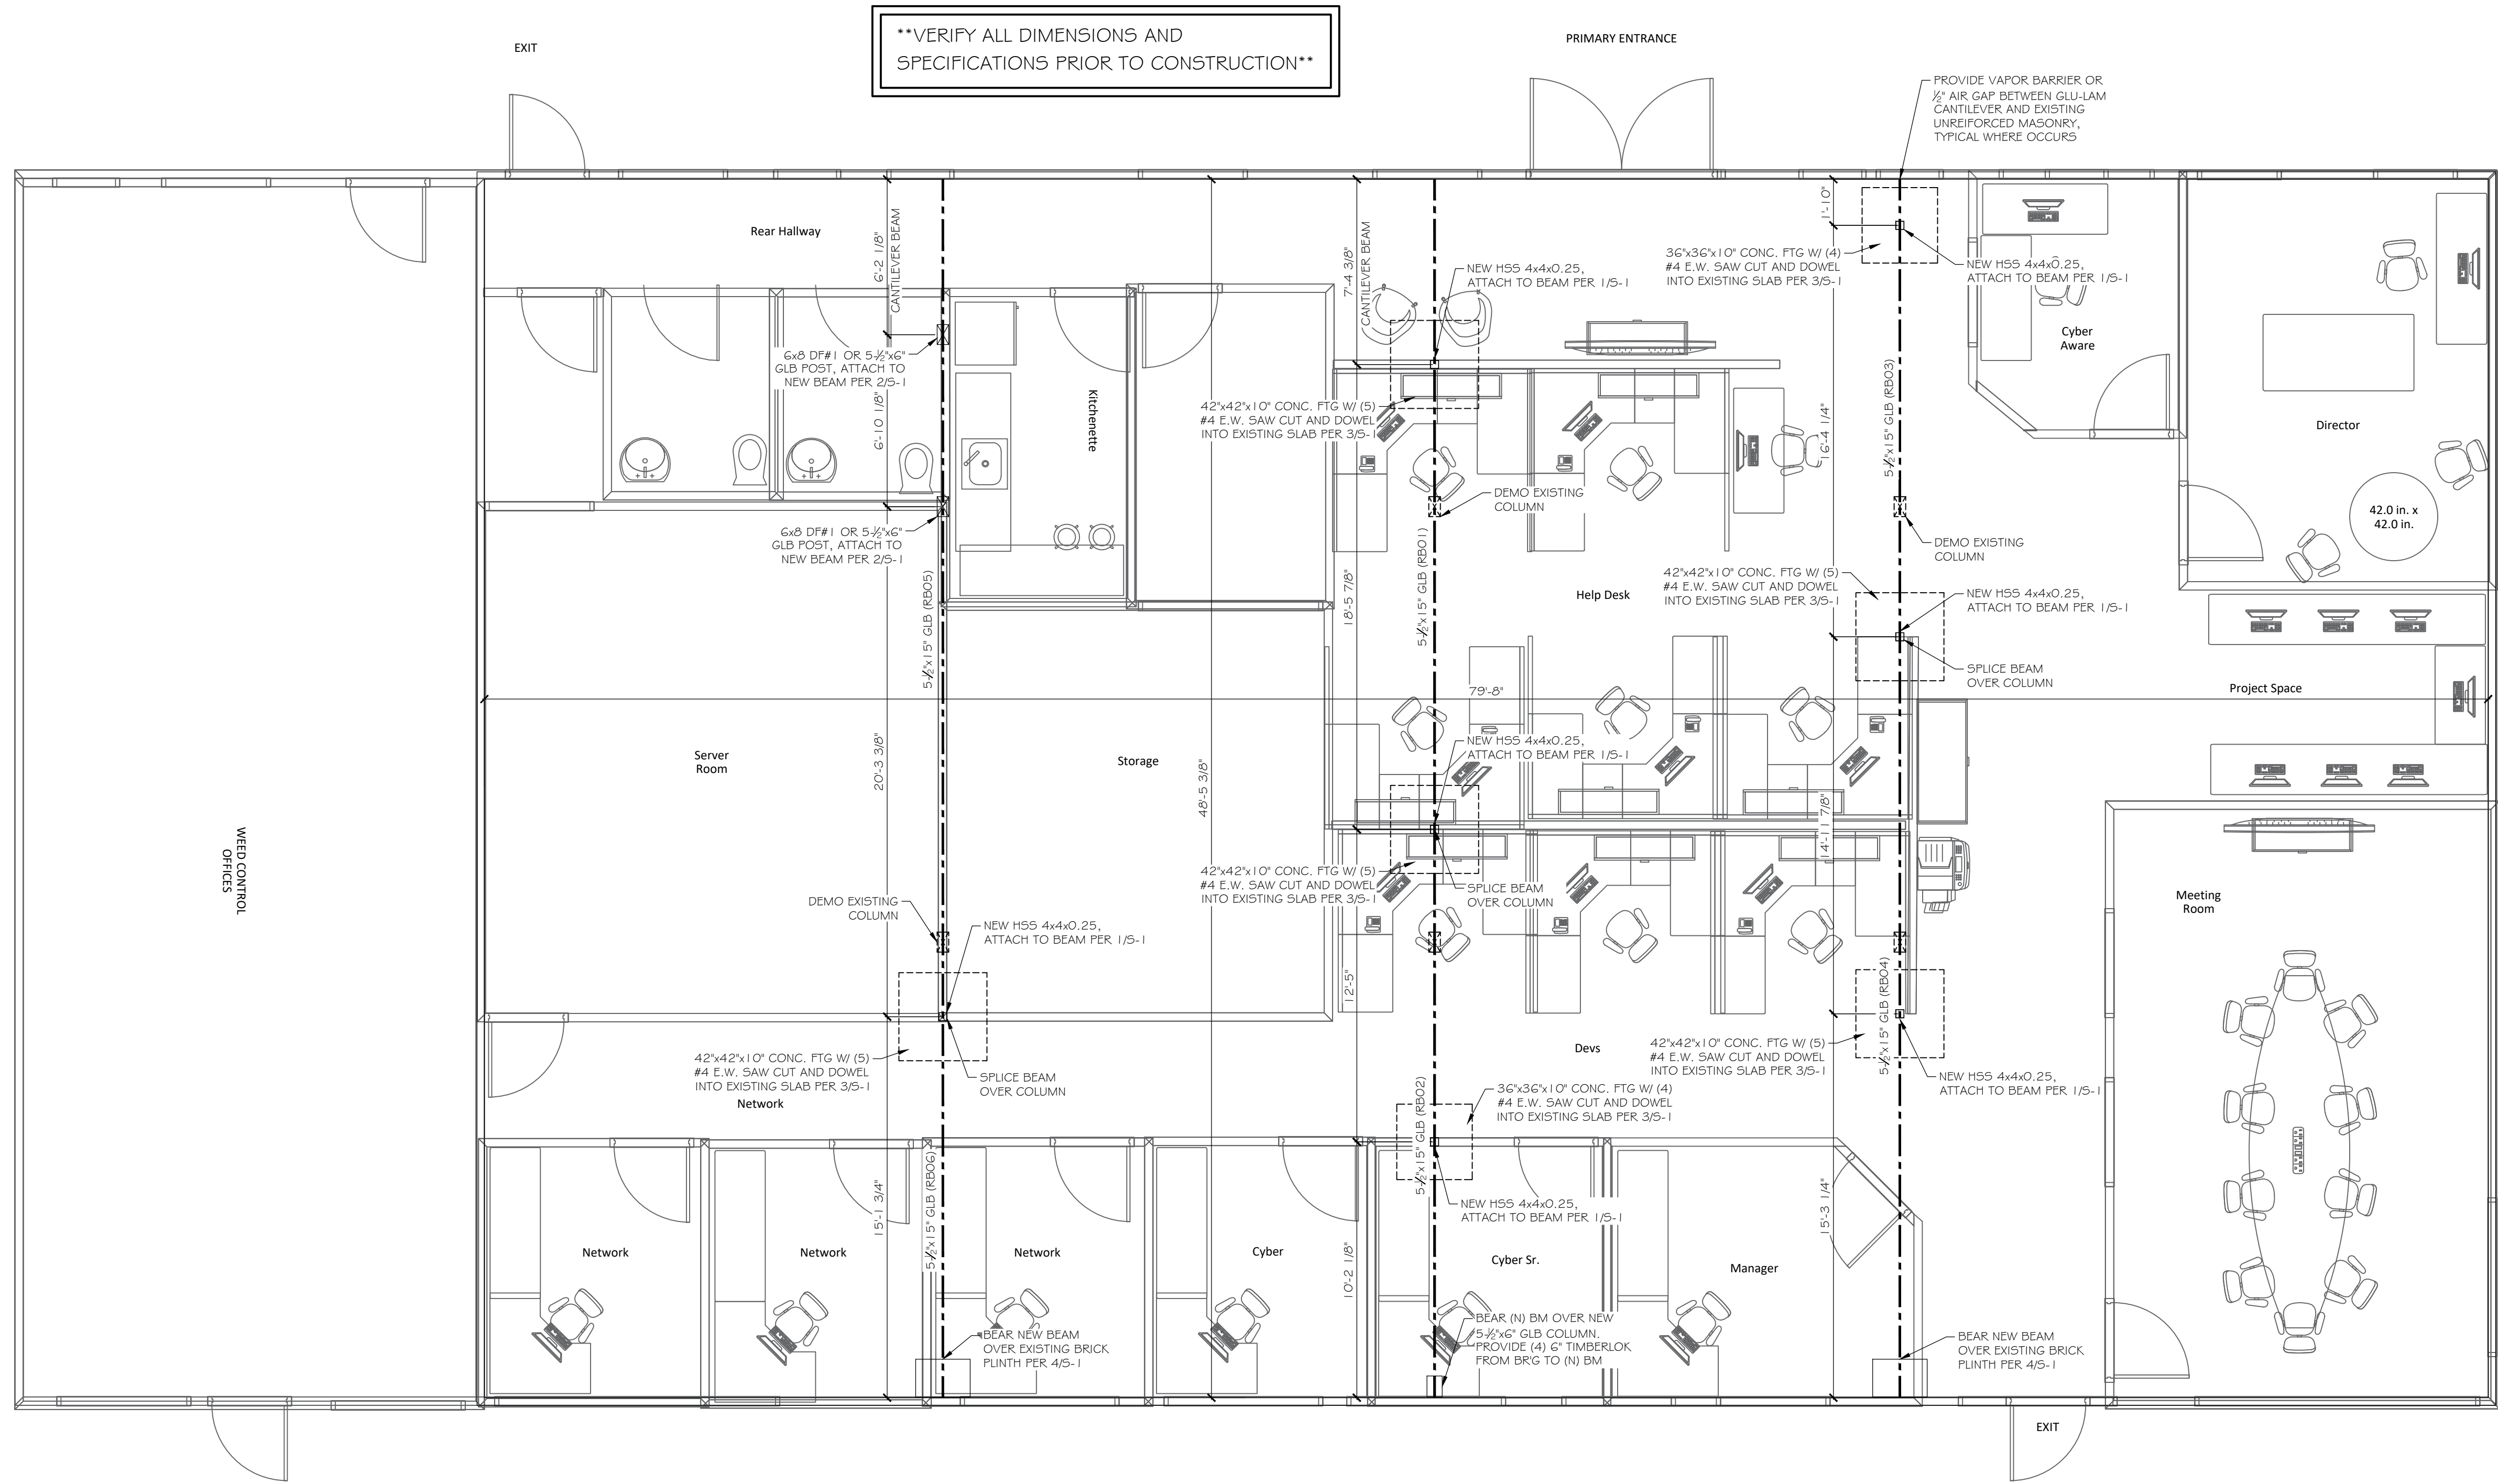 **VERIFY ALL DIMENSIONS AND
SPECIFICATIONS PRIOR TO CONSTRUCTION**
EXIT
PRIMARY ENTRANCE
PROVIDE VAPOR BARRIER OR
½" AIR GAP BETWEEN GLU-LAM
CANTILEVER AND EXISTING
UNREIFORCED MASONRY,
TYPICAL WHERE OCCURS
Rear Hallway
6'-2 1/8"
CANTILEVER BEAM
7'-4 3/8"
CANTILEVER BEAM
1'-10"
36"x36"x10" CONC. FTG W/ (4)
#4 E.W. SAW CUT AND DOWEL
INTO EXISTING SLAB PER 3/S-1
NEW HSS 4x4x0.25,
ATTACH TO BEAM PER 1/S-1
NEW HSS 4x4x0.25,
ATTACH TO BEAM PER 1/S-1
Cyber
Aware
6x8 DF#1 OR 5-½"x6"
GLB POST, ATTACH TO
NEW BEAM PER 2/S-1
6'-10 1/8"
Kitchenette
42"x42"x10" CONC. FTG W/ (5)
#4 E.W. SAW CUT AND DOWEL
INTO EXISTING SLAB PER 3/S-1
16'-4 1/4"
5-½"x15" GLB (RB03)
Director
42.0 in. x
42.0 in.
DEMO EXISTING
COLUMN
DEMO EXISTING
COLUMN
6x8 DF#1 OR 5-½"x6"
GLB POST, ATTACH TO
NEW BEAM PER 2/S-1
5-½"x15" GLB (RB05)
18'-5 7/8"
5-½"x15" GLB (RB01)
Help Desk
42"x42"x10" CONC. FTG W/ (5)
#4 E.W. SAW CUT AND DOWEL
INTO EXISTING SLAB PER 3/S-1
NEW HSS 4x4x0.25,
ATTACH TO BEAM PER 1/S-1
SPLICE BEAM
OVER COLUMN
79'-8"
Project Space
Server
Room
20'-3 3/8"
Storage
48'-5 3/8"
NEW HSS 4x4x0.25,
ATTACH TO BEAM PER 1/S-1
14'-11 7/8"
WEED CONTROL
OFFICES
42"x42"x10" CONC. FTG W/ (5)
#4 E.W. SAW CUT AND DOWEL
INTO EXISTING SLAB PER 3/S-1
SPLICE BEAM
OVER COLUMN
Meeting
Room
DEMO EXISTING
COLUMN
NEW HSS 4x4x0.25,
ATTACH TO BEAM PER 1/S-1
12'-5"
5-½"x15" GLB (RB04)
42"x42"x10" CONC. FTG W/ (5)
#4 E.W. SAW CUT AND DOWEL
INTO EXISTING SLAB PER 3/S-1
Network
SPLICE BEAM
OVER COLUMN
Devs
42"x42"x10" CONC. FTG W/ (5)
#4 E.W. SAW CUT AND DOWEL
INTO EXISTING SLAB PER 3/S-1
NEW HSS 4x4x0.25,
ATTACH TO BEAM PER 1/S-1
36"x36"x10" CONC. FTG W/ (4)
#4 E.W. SAW CUT AND DOWEL
INTO EXISTING SLAB PER 3/S-1
5-½"x15" GLB (RB02)
NEW HSS 4x4x0.25,
ATTACH TO BEAM PER 1/S-1
15'-1 3/4"
5-½"x15" GLB (RB06)
10'-2 1/8"
15'-3 1/4"
Network
Network
Network
Cyber
Cyber Sr.
Manager
BEAR NEW BEAM
OVER EXISTING BRICK
PLINTH PER 4/S-1
BEAR (N) BM OVER NEW
5-½"x6" GLB COLUMN.
PROVIDE (4) 6" TIMBERLOK
FROM BR'G TO (N) BM
BEAR NEW BEAM
OVER EXISTING BRICK
PLINTH PER 4/S-1
EXIT